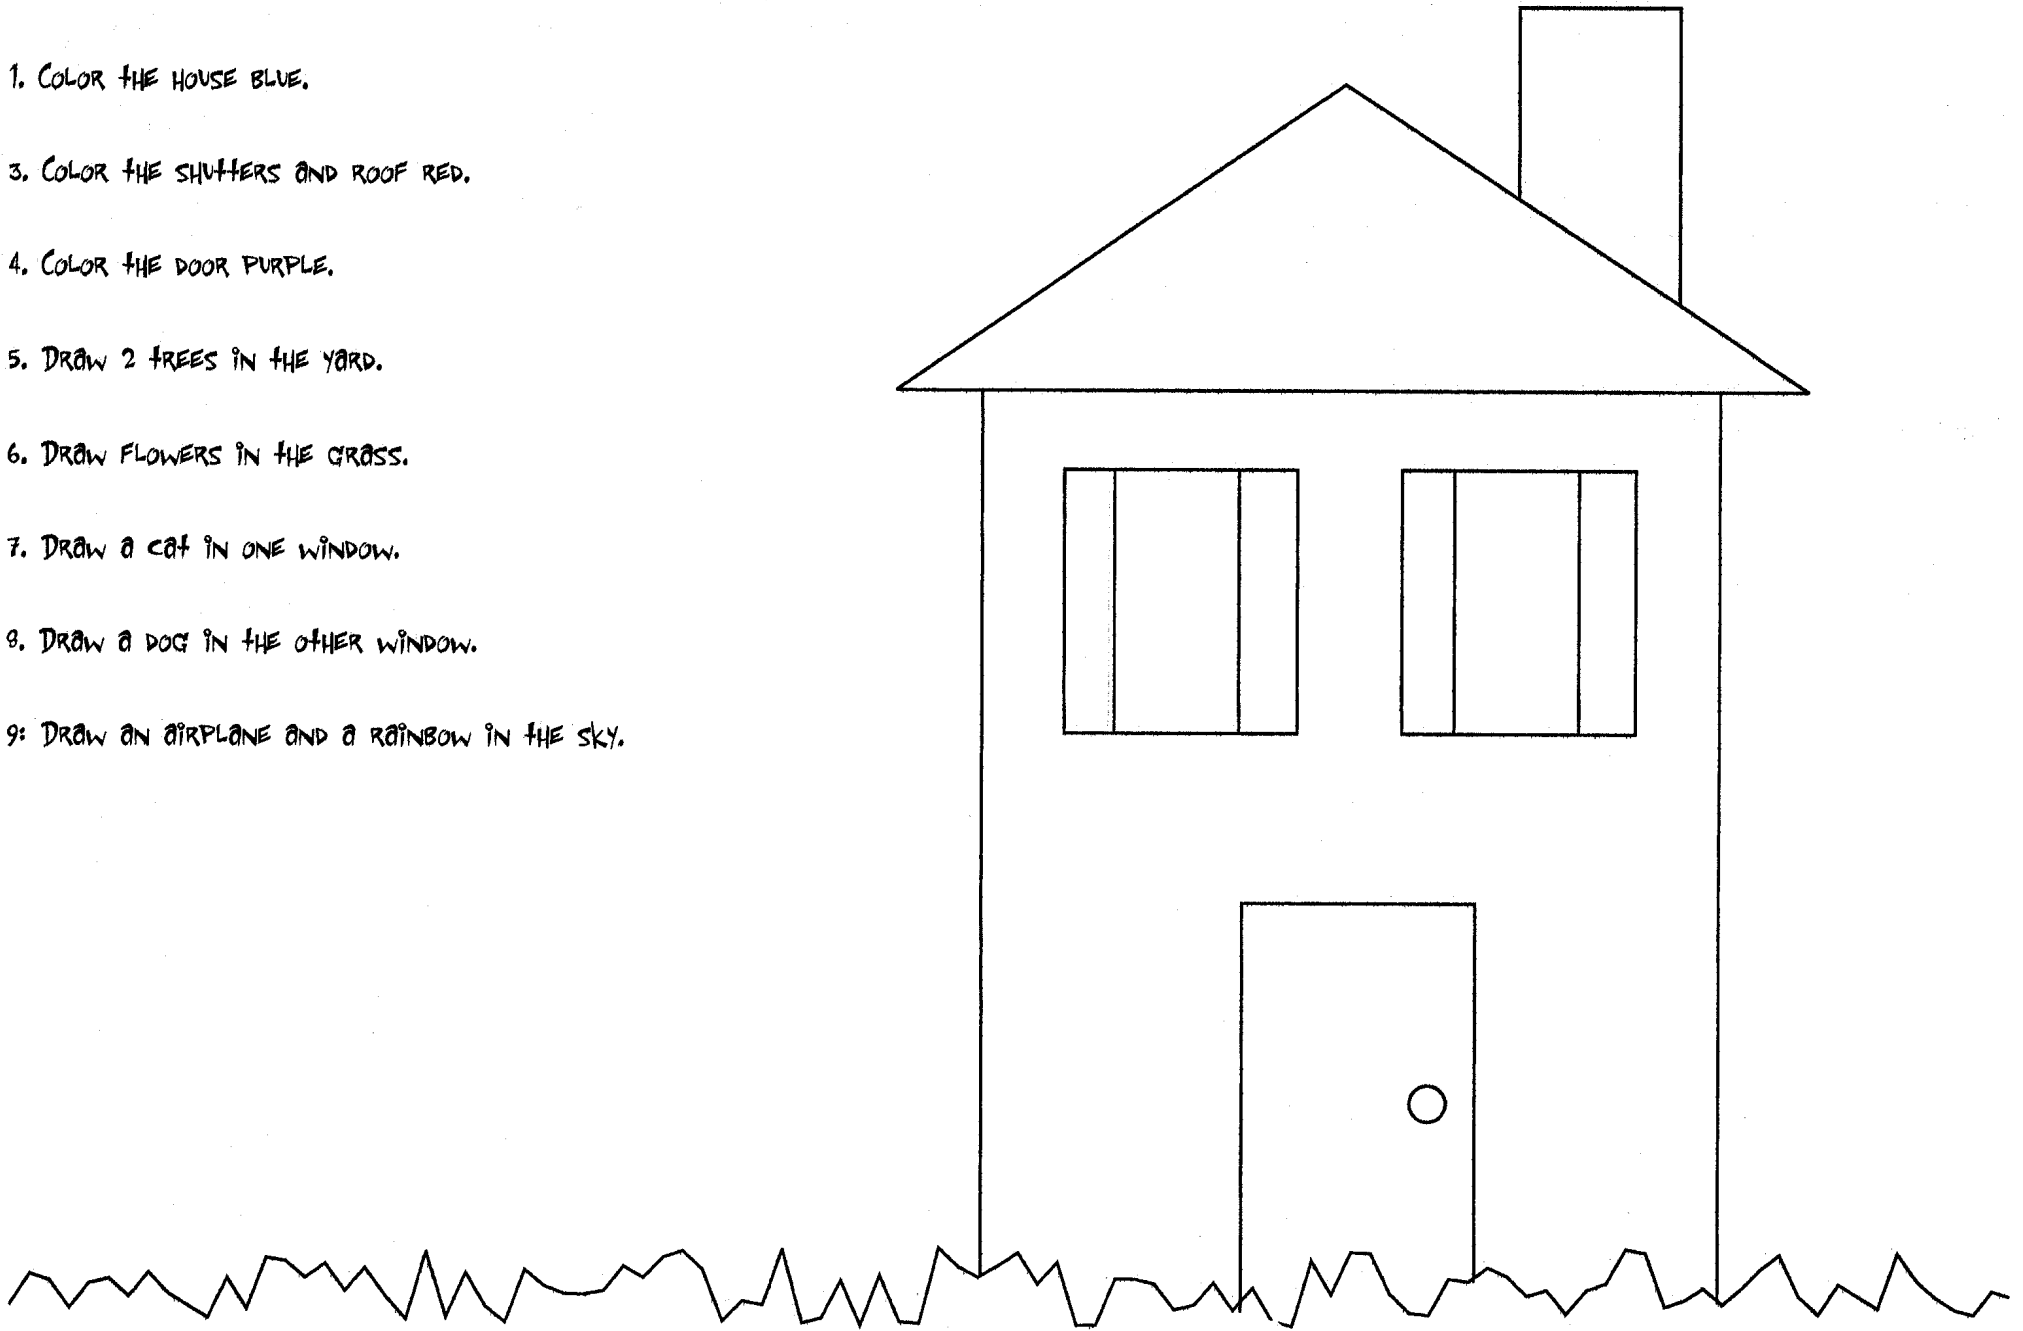 1. Color the house blue.
3. Color the shutters and roof red.
4. Color the door purple.
5. Draw 2 trees in the yard.
6. Draw flowers in the grass.
7. Draw a cat in one window.
8. Draw a dog in the other window.
9: Draw an airplane and a rainbow in the sky.